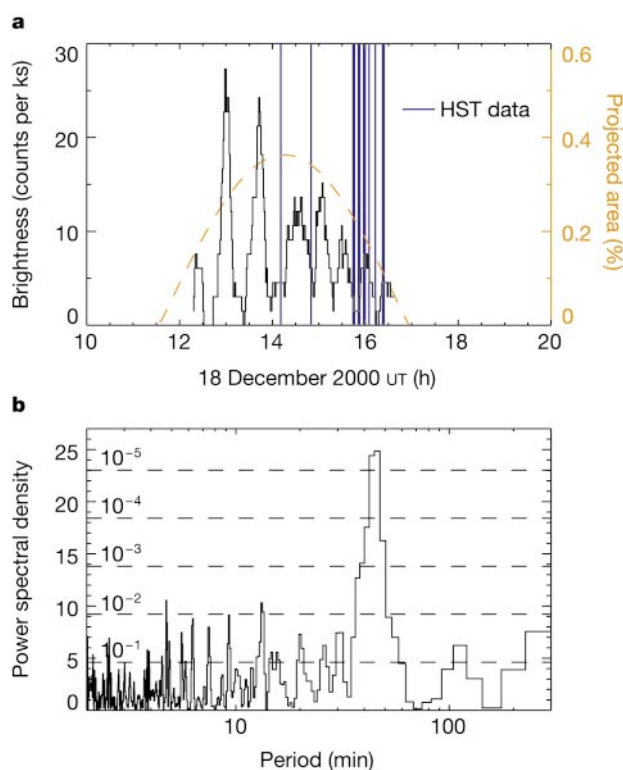 a
30
20
10
0
Brightness (counts per ks)
HST data
0.6
0.4
0.2
0
Projected area (%)
10 12 14 16 18 20
18 December 2000 UT (h)
b
25
20
15
10
5
0
Power spectral density
10⁻⁵
10⁻⁴
10⁻³
10⁻²
10⁻¹
10 100
Period (min)